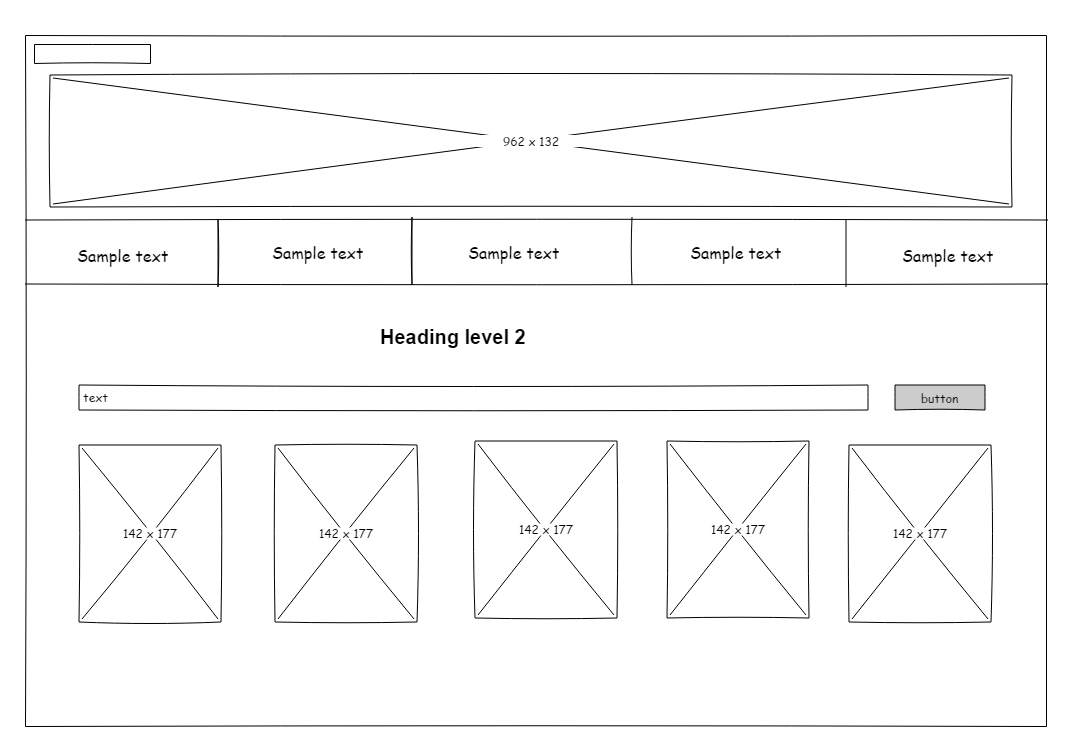 962 x 132
Sample text
Sample text
Sample text
Sample text
Sample text
Heading level 2
text
button
142 x 177
142 x 177
142 x 177
142 x 177
142 x 177